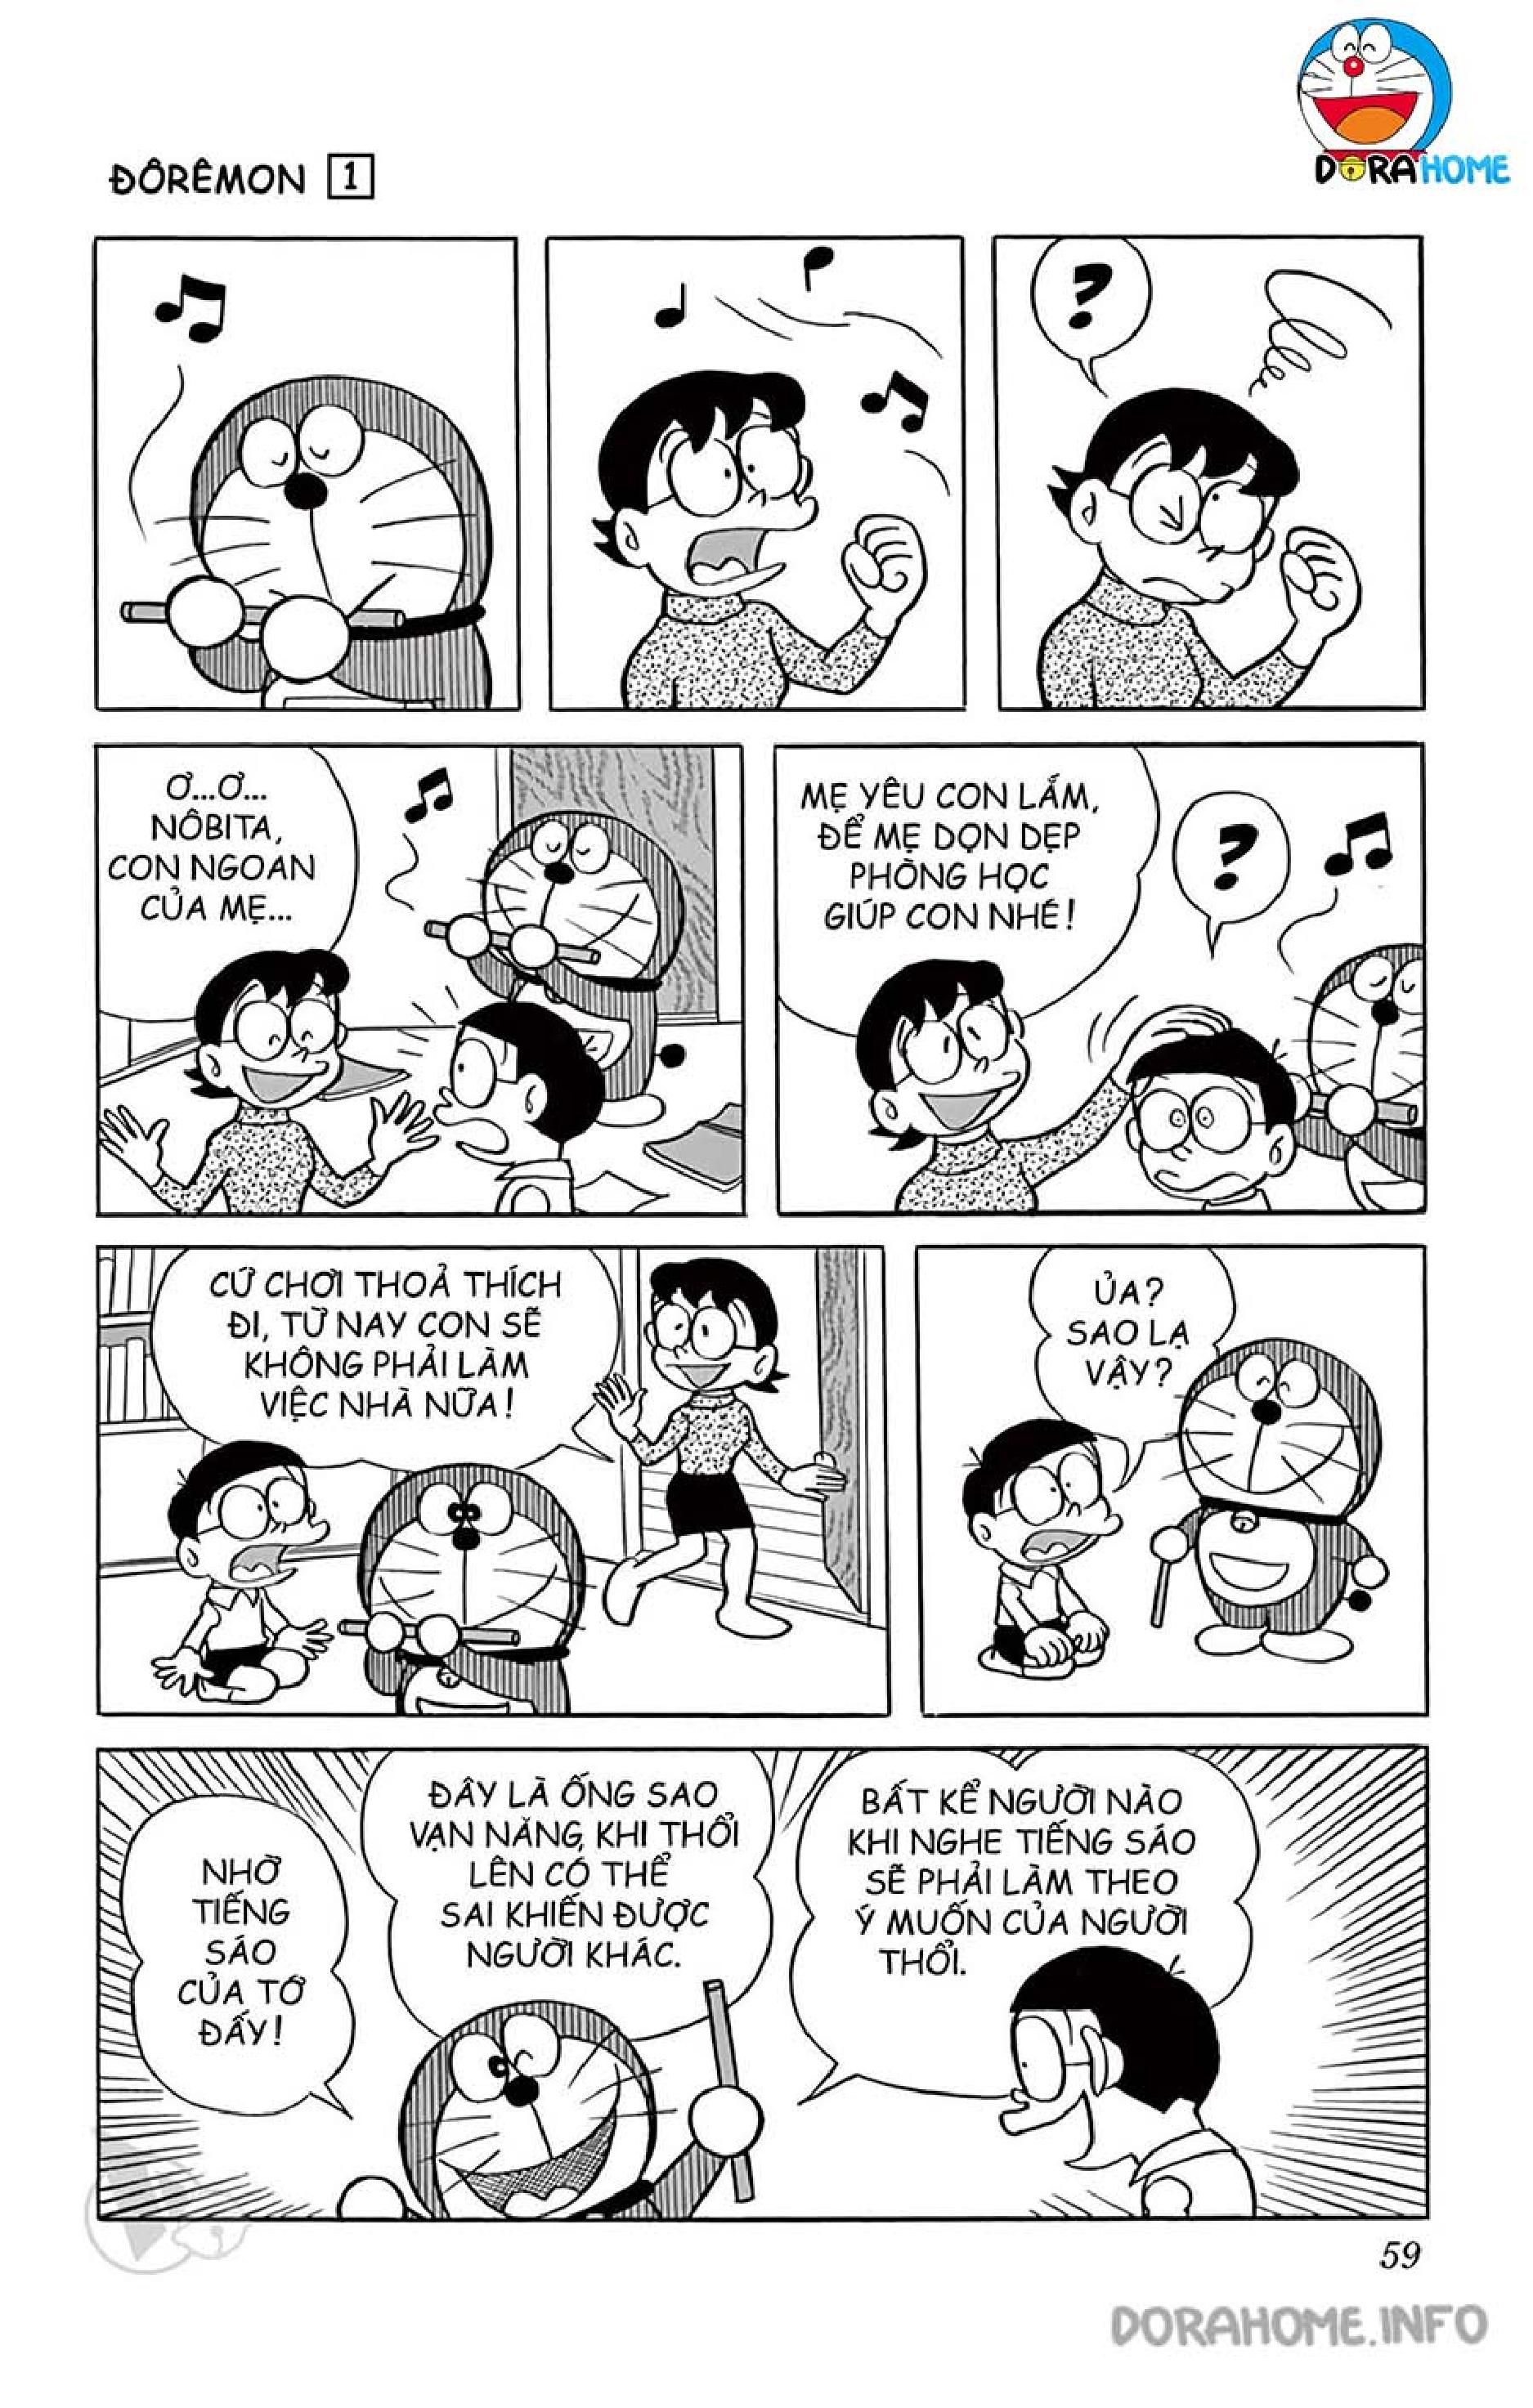 DORAHOME
ĐÔRÊMON 1
?
Ơ...Ơ...
NÔBITA,
CON NGOAN
CỦA MẸ...
MẸ YÊU CON LẮM,
ĐỂ MẸ DỌN DẸP
PHÒNG HỌC
GIÚP CON NHÉ!
?
CỨ CHƠI THOẢ THÍCH
ĐI, TỪ NAY CON SẼ
KHÔNG PHẢI LÀM
VIỆC NHÀ NỮA!
ỦA?
SAO LẠ
VẬY?
NHỜ
TIẾNG
SÁO
CỦA TỚ
ĐẤY!
ĐÂY LÀ ỐNG SAO
VẠN NĂNG, KHI THỔI
LÊN CÓ THỂ
SAI KHIẾN ĐƯỢC
NGƯỜI KHÁC.
BẤT KỂ NGƯỜI NÀO
KHI NGHE TIẾNG SÁO
SẼ PHẢI LÀM THEO
Ý MUỐN CỦA NGƯỜI
THỔI.
59
DORAHOME.INFO